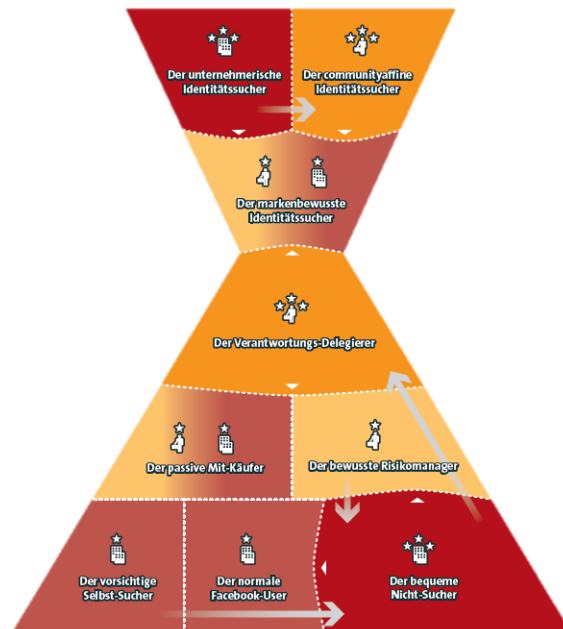 Der unternehmerische
Identitätssucher
Der communityaffine
Identitätssucher
Der markenbewusste
Identitätssucher
Der Verantwortungs-Delegierer
Der passive Mit-Käufer
Der bewusste Risikomanager
Der vorsichtige
Selbst-Sucher
Der normale
Facebook-User
Der bequeme
Nicht-Sucher